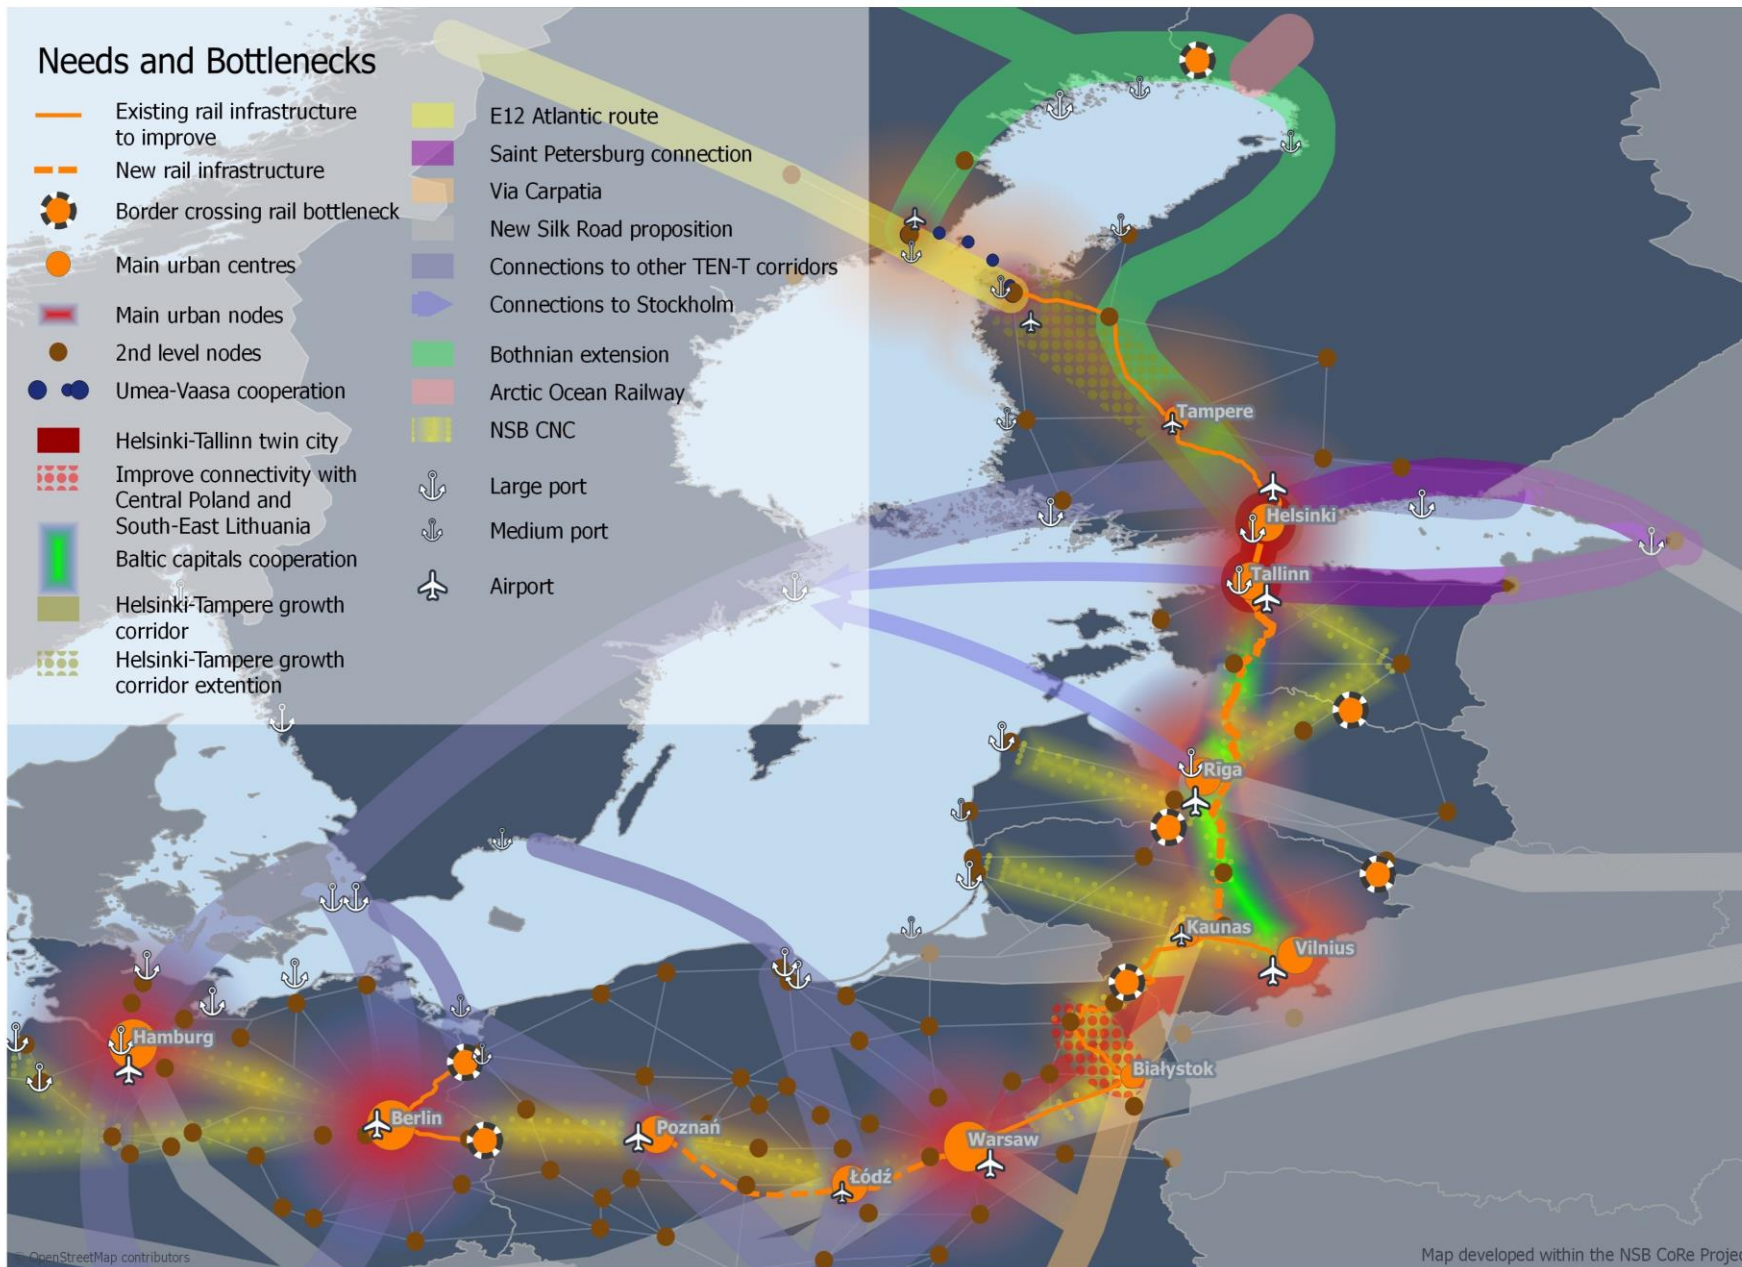 Needs and Bottlenecks
Existing rail infrastructure
to improve
New rail infrastructure
Border crossing rail bottleneck
Main urban centres
Main urban nodes
2nd level nodes
Umea-Vaasa cooperation
Helsinki-Tallinn twin city
Improve connectivity with
Central Poland and
South-East Lithuania
Baltic capitals cooperation
Helsinki-Tampere growth
corridor
Helsinki-Tampere growth
corridor extention
E12 Atlantic route
Saint Petersburg connection
Via Carpatia
New Silk Road proposition
Connections to other TEN-T corridors
Connections to Stockholm
Bothnian extension
Arctic Ocean Railway
NSB CNC
Large port
Medium port
Airport
Tampere
Helsinki
Tallinn
Rīga
Kaunas
Vilnius
Hamburg
Białystok
Berlin
Poznań
Warsaw
Łódź
© OpenStreetMap contributors
Map developed within the NSB CoRe Projec